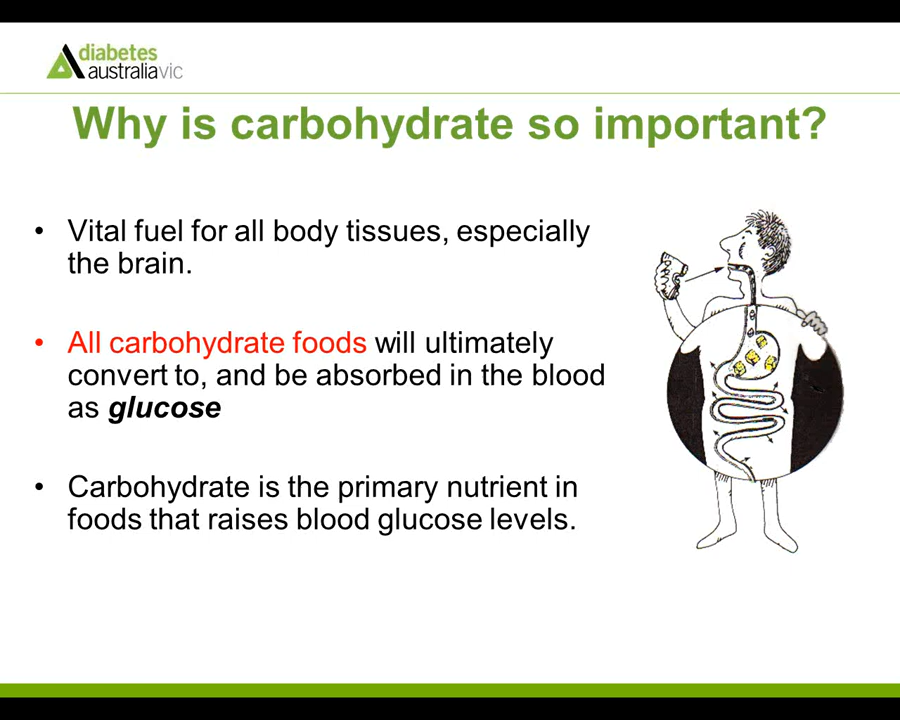 diabetes
australiavic
Why is carbohydrate so important?
• Vital fuel for all body tissues, especially
the brain.
• All carbohydrate foods will ultimately
convert to, and be absorbed in the blood
as glucose
• Carbohydrate is the primary nutrient in
foods that raises blood glucose levels.